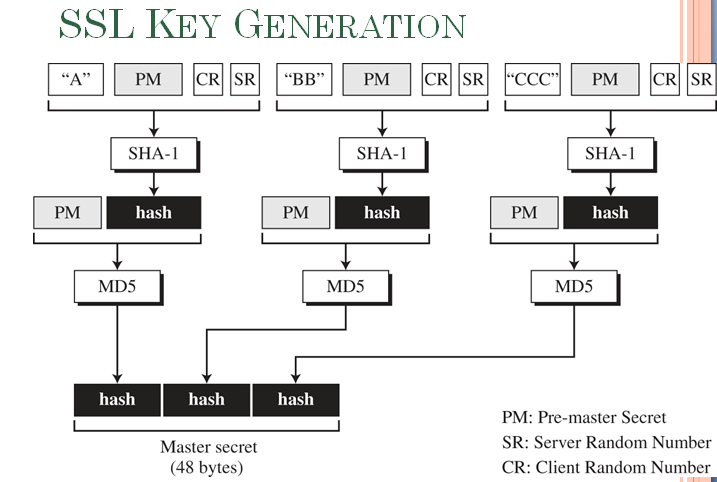 SSL KEY GENERATION
“A” PM CR SR “BB” PM CR SR “CCC” PM CR SR
SHA-1 SHA-1 SHA-1
PM hash PM hash PM hash
MD5 MD5 MD5
hash hash hash
Master secret
(48 bytes)
PM: Pre-master Secret
SR: Server Random Number
CR: Client Random Number